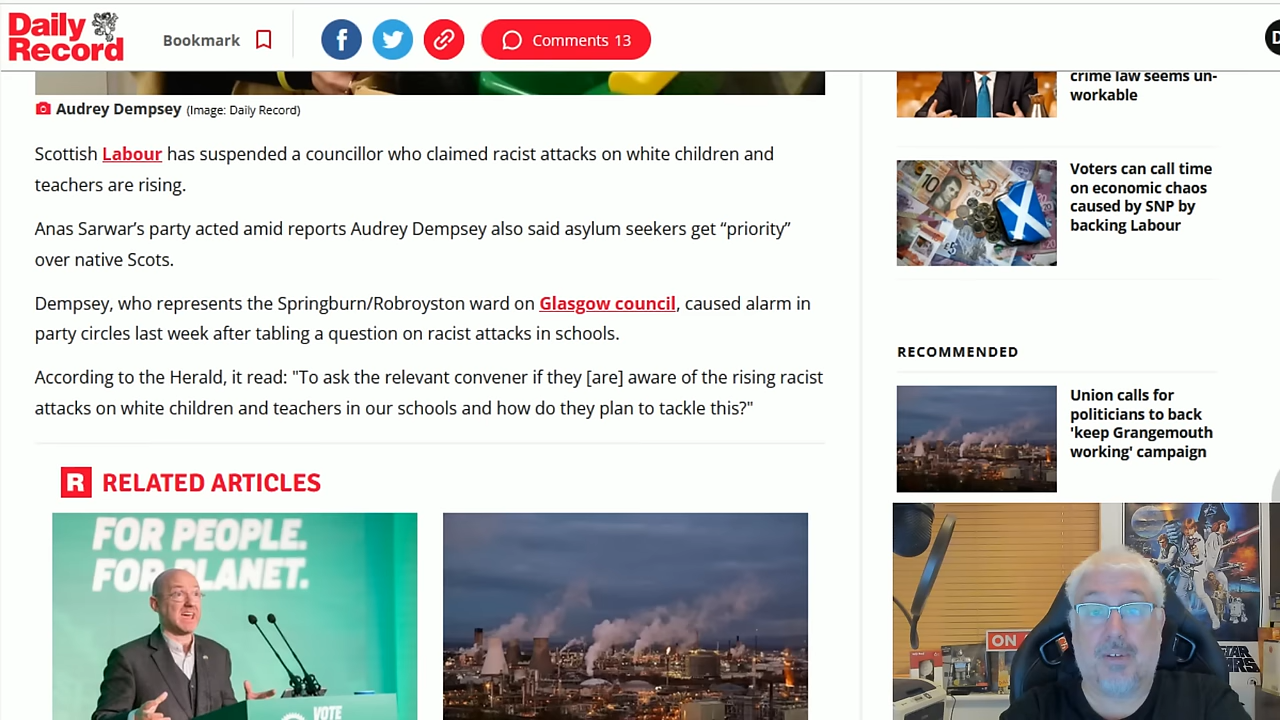 Daily
Record
Bookmark
f
Comments 13
D
crime law seems un-
workable
Audrey Dempsey (Image: Daily Record)
Scottish Labour has suspended a councillor who claimed racist attacks on white children and
teachers are rising.
Anas Sarwar’s party acted amid reports Audrey Dempsey also said asylum seekers get “priority”
over native Scots.
Dempsey, who represents the Springburn/Robroyston ward on Glasgow council, caused alarm in
party circles last week after tabling a question on racist attacks in schools.
According to the Herald, it read: "To ask the relevant convener if they [are] aware of the rising racist
attacks on white children and teachers in our schools and how do they plan to tackle this?"
Voters can call time
on economic chaos
caused by SNP by
backing Labour
10
RECOMMENDED
Union calls for
politicians to back
'keep Grangemouth
working' campaign
R RELATED ARTICLES
FOR PEOPLE.
FOR PLANET.
VOTE
ON
STAR
WARS